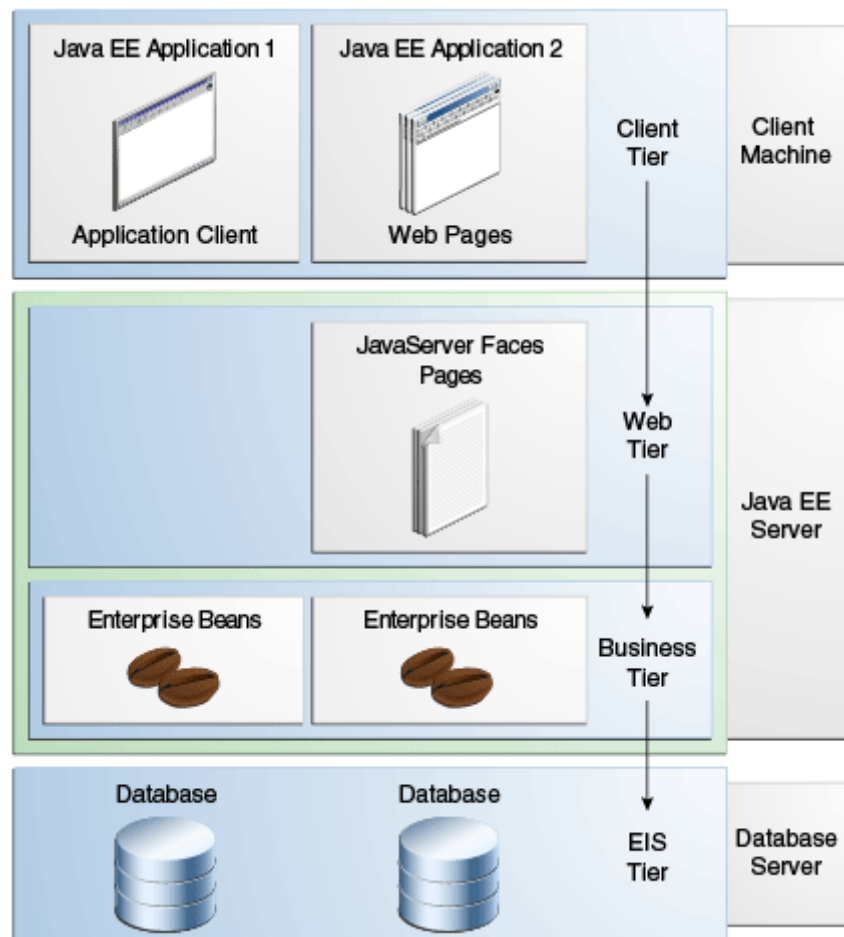 Java EE Application 1
Java EE Application 2
Application Client
Web Pages
Client
Tier
Client
Machine
JavaServer Faces
Pages
Web
Tier
Java EE
Server
Enterprise Beans
Enterprise Beans
Business
Tier
Database
Database
EIS
Tier
Database
Server